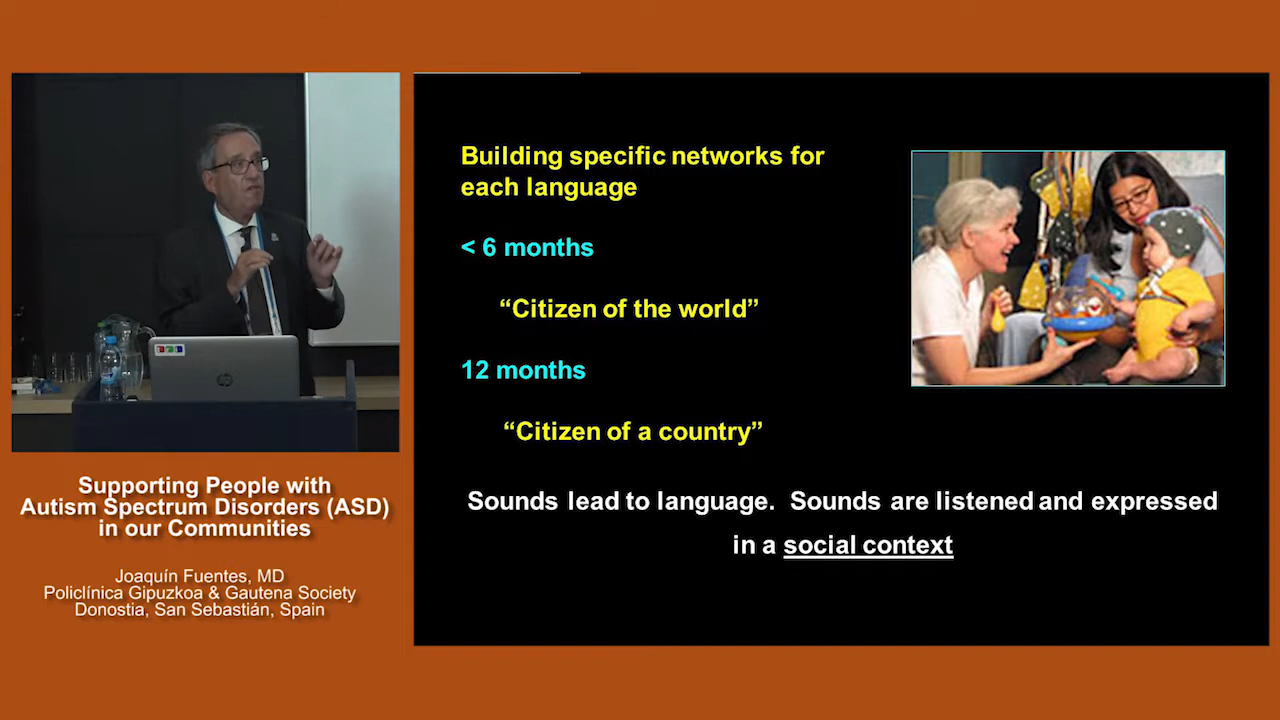 Building specific networks for
each language
< 6 months
“Citizen of the world”
12 months
“Citizen of a country”
Sounds lead to language. Sounds are listened and expressed
in a social context
Supporting People with
Autism Spectrum Disorders (ASD)
in our Communities
Joaquín Fuentes, MD
Policlínica Gipuzkoa & Gautena Society
Donostia, San Sebastián, Spain
hp